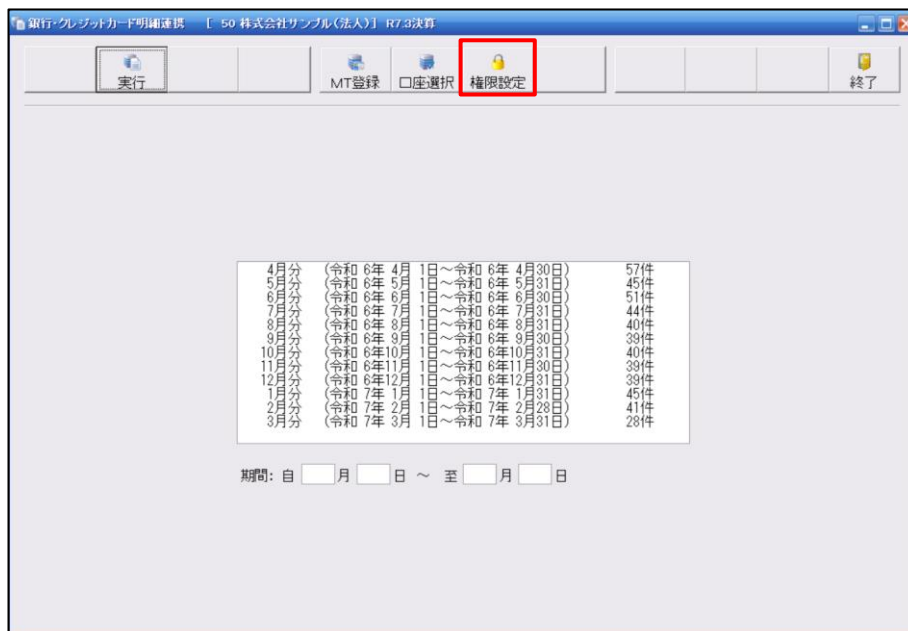 銀行・クレジットカード明細連携 [ 50 株式会社サンプル(法人)] R7.3決算
実行 MT登録 口座選択 権限設定 終了
4月分 (令和 6年 4月 1日～令和 6年 4月30日) 57件
5月分 (令和 6年 5月 1日～令和 6年 5月31日) 45件
6月分 (令和 6年 6月 1日～令和 6年 6月30日) 51件
7月分 (令和 6年 7月 1日～令和 6年 7月31日) 44件
8月分 (令和 6年 8月 1日～令和 6年 8月31日) 40件
9月分 (令和 6年 9月 1日～令和 6年 9月30日) 39件
10月分 (令和 6年10月 1日～令和 6年10月31日) 40件
11月分 (令和 6年11月 1日～令和 6年11月30日) 39件
12月分 (令和 6年12月 1日～令和 6年12月31日) 39件
1月分 (令和 7年 1月 1日～令和 7年 1月31日) 45件
2月分 (令和 7年 2月 1日～令和 7年 2月28日) 41件
3月分 (令和 7年 3月 1日～令和 7年 3月31日) 28件
期間: 自 月 日 ～ 至 月 日